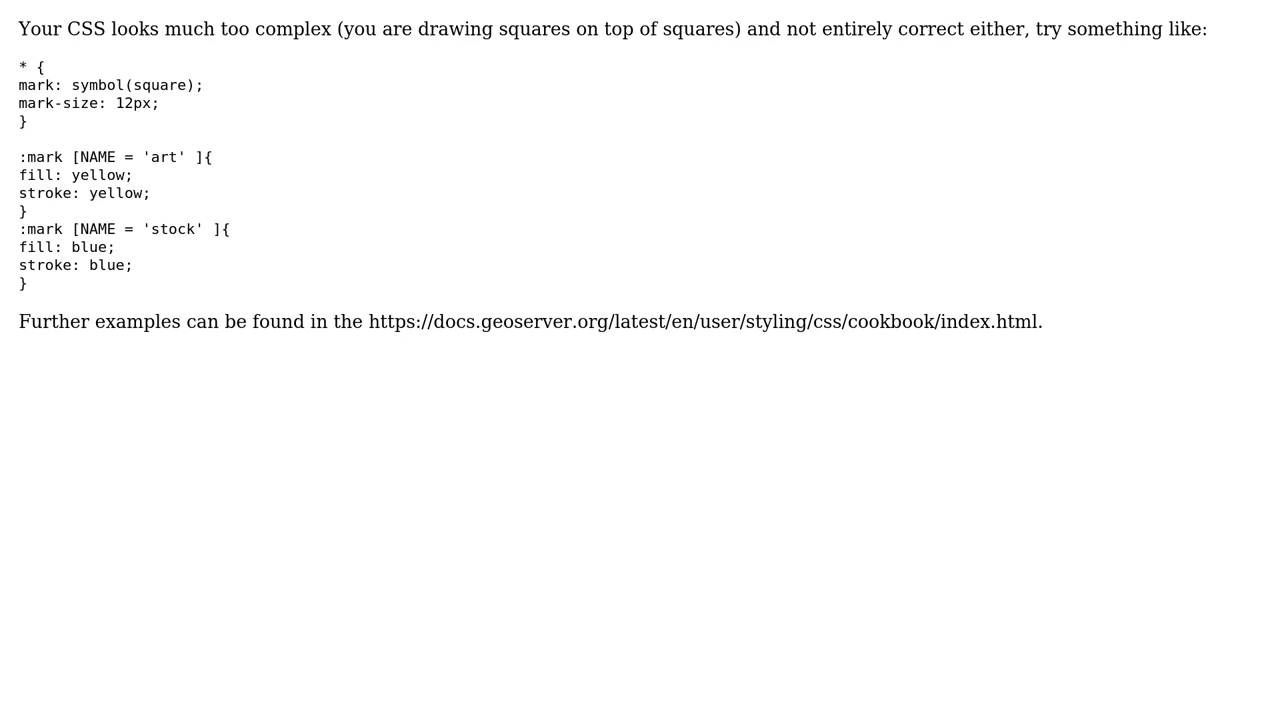 Your CSS looks much too complex (you are drawing squares on top of squares) and not entirely correct either, try something like:
* {
mark: symbol(square);
mark-size: 12px;
}
:mark [NAME = 'art' ]{
fill: yellow;
stroke: yellow;
}
:mark [NAME = 'stock' ]{
fill: blue;
stroke: blue;
}
Further examples can be found in the https://docs.geoserver.org/latest/en/user/styling/css/cookbook/index.html.